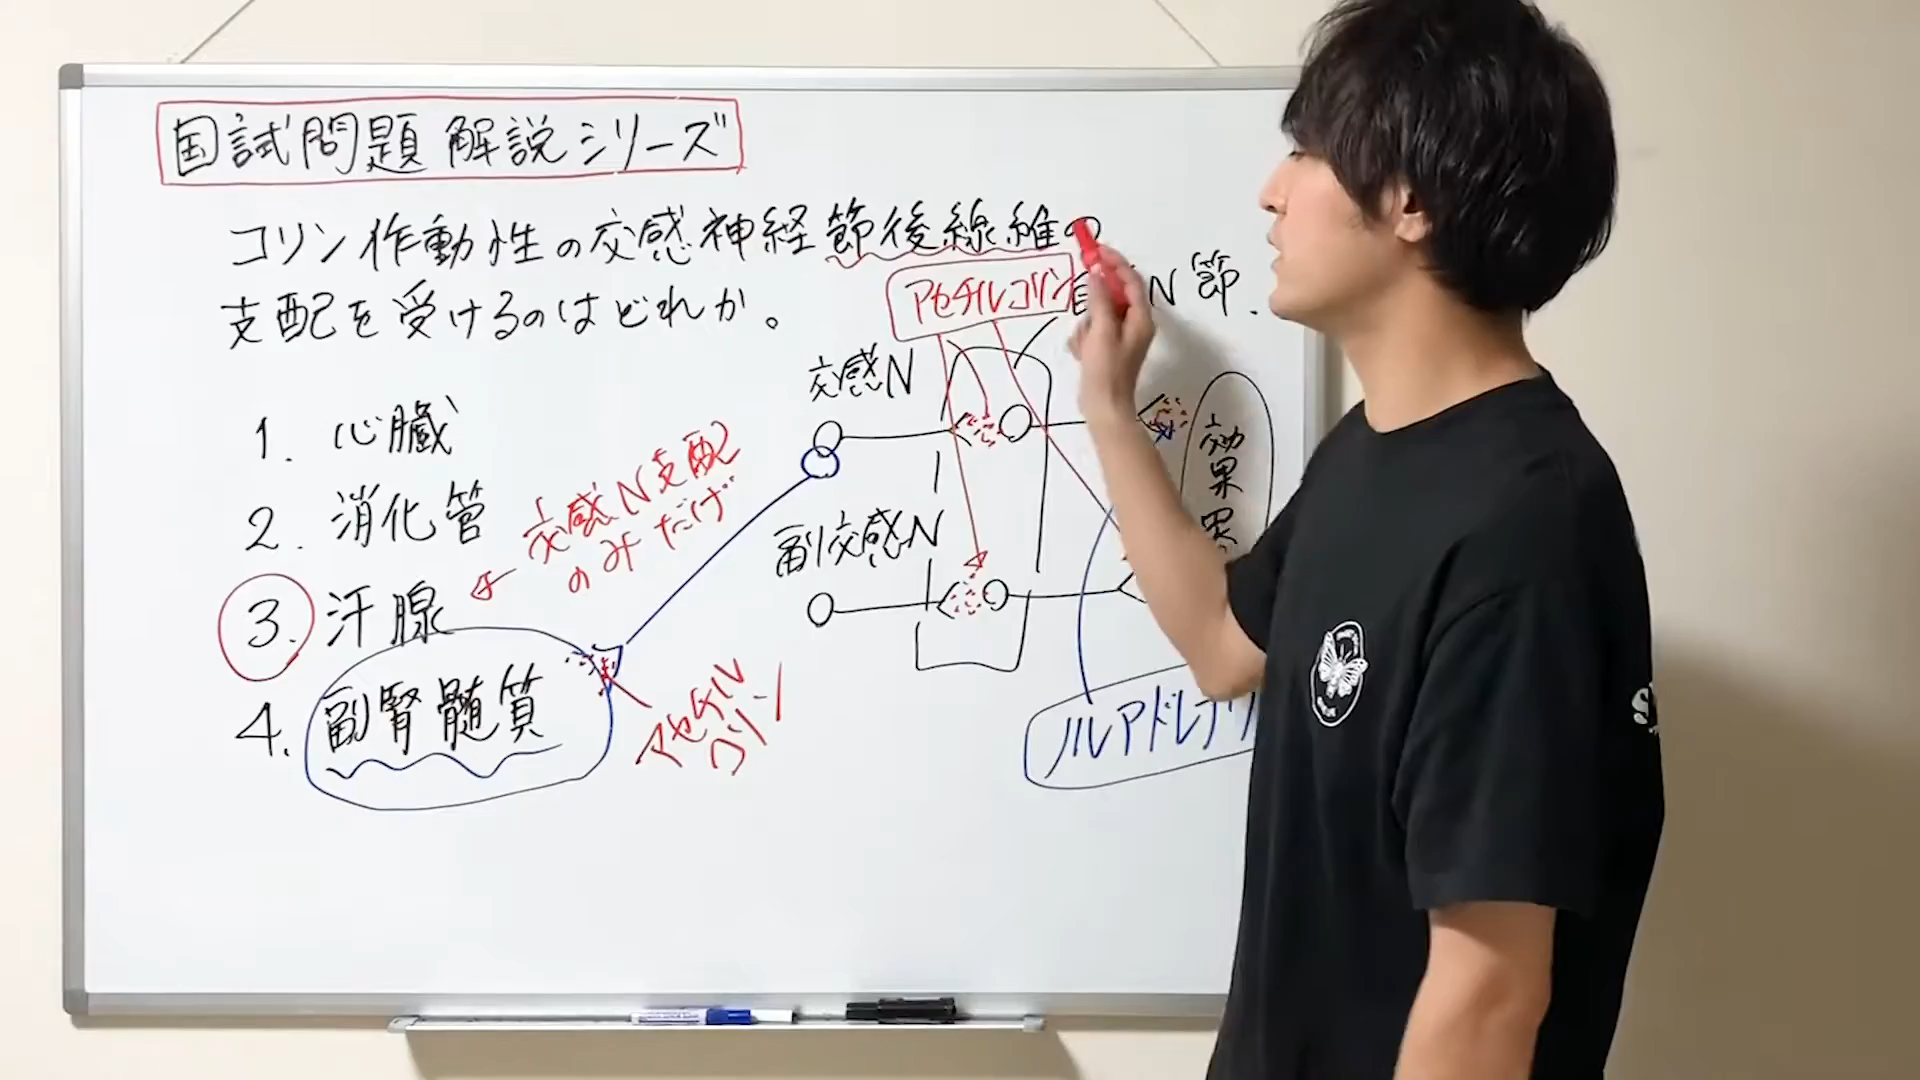 国試問題解説シリーズ
コリン作動性の交感神経節後線維の
支配を受けるのはどれか。
アセチルコリン
N節.
交感N
1. 心臓
2. 消化管
3. 汗腺
4. 副腎髄質
交感N支配
のみだけ
副交感N
効果器
アセチル
コリン
ノルアドレナリ